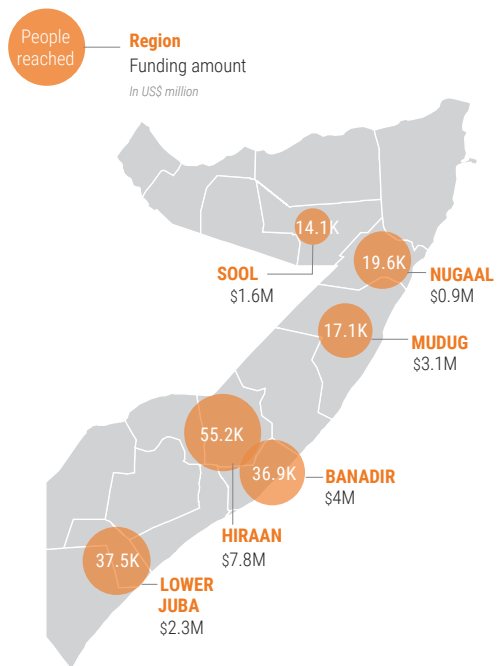 People
reached
Region
Funding amount
In US$ million
14.1K
SOOL
$1.6M
19.6K
NUGAAL
$0.9M
17.1K
MUDUG
$3.1M
55.2K
HIRAAN
$7.8M
36.9K
BANADIR
$4M
37.5K
LOWER
JUBA
$2.3M